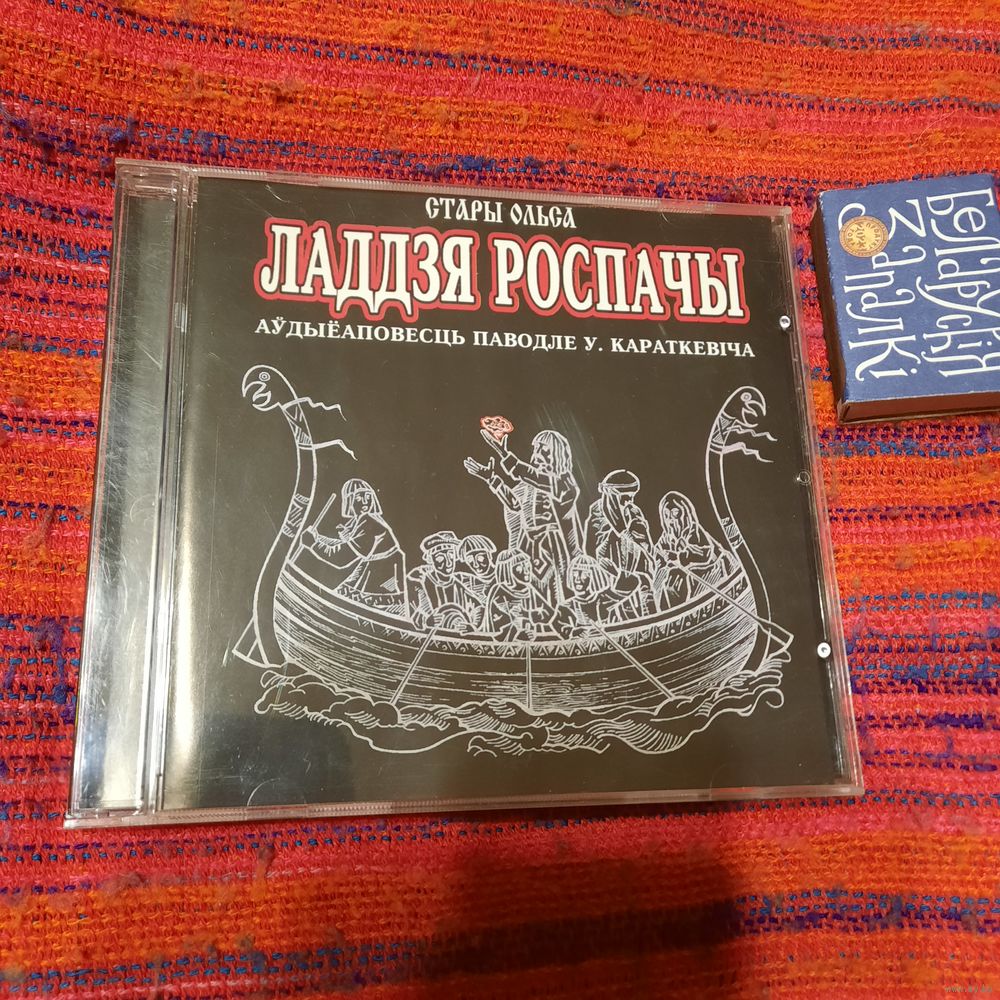 СТАРЫ ОЛЬСА
ЛАДДЗЯ РОСПАЧЫ
АЎДЫЁАПОВЕСЦЬ ПАВОДЛЕ У. КАРАТКЕВІЧА
Беларускія
запалкі